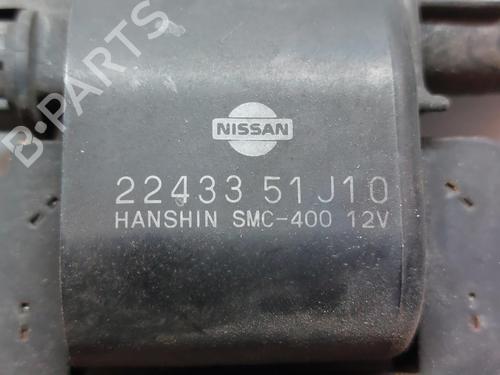 B-PARTS
NISSAN
22433 51J10
HANSHIN SMC-400 12V